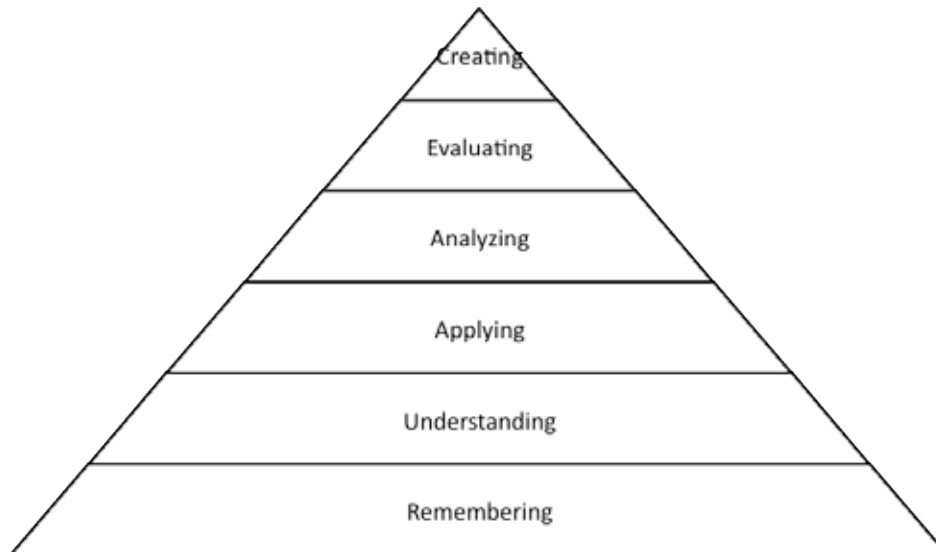 Creating
Evaluating
Analyzing
Applying
Understanding
Remembering